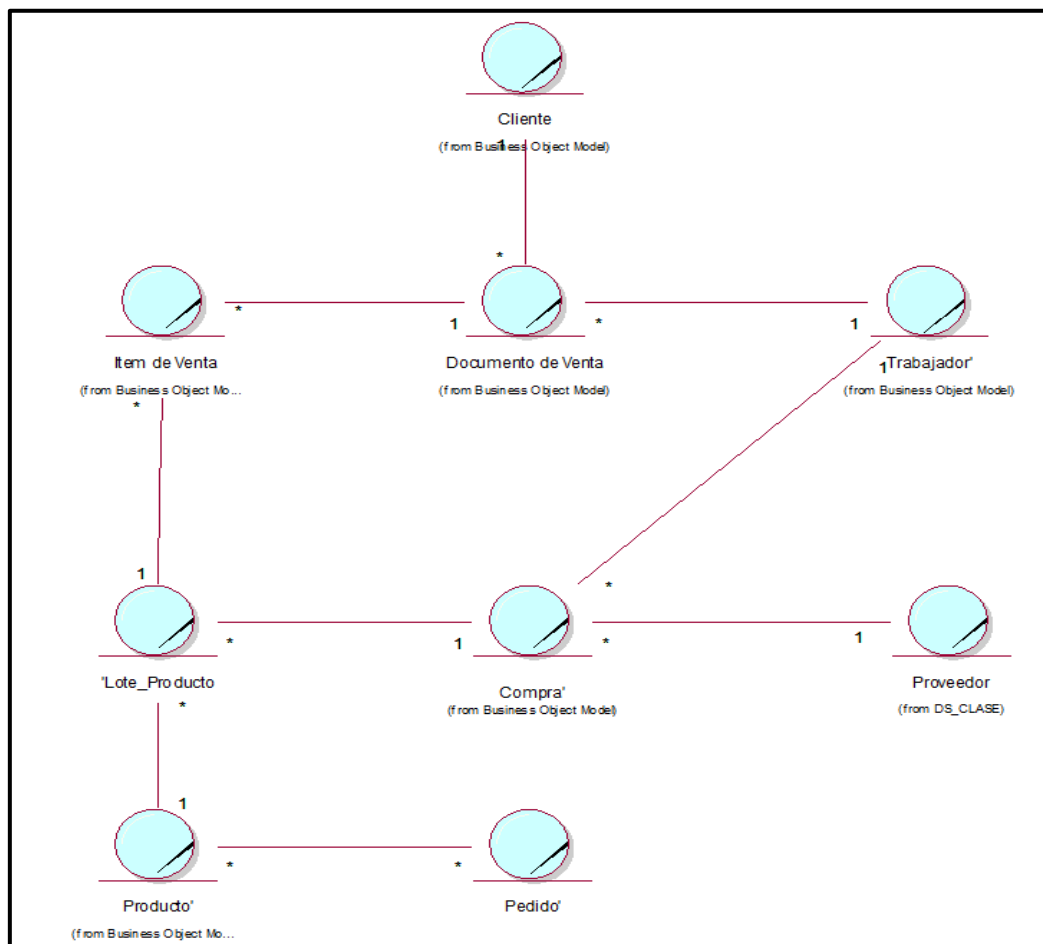 Cliente
(from Business Object Model)
1
*
* 1 * 1
Item de Venta
Documento de Venta
Trabajador'
1
(from Business Object Mo...
(from Business Object Model)
(from Business Object Model)
*
1
*
* 1 * 1
'Lote_Producto
Compra'
(from Business Object Model)
Proveedor
(from DS_CLASE)
*
1
* *
Producto'
(from Business Object Mo...
Pedido'